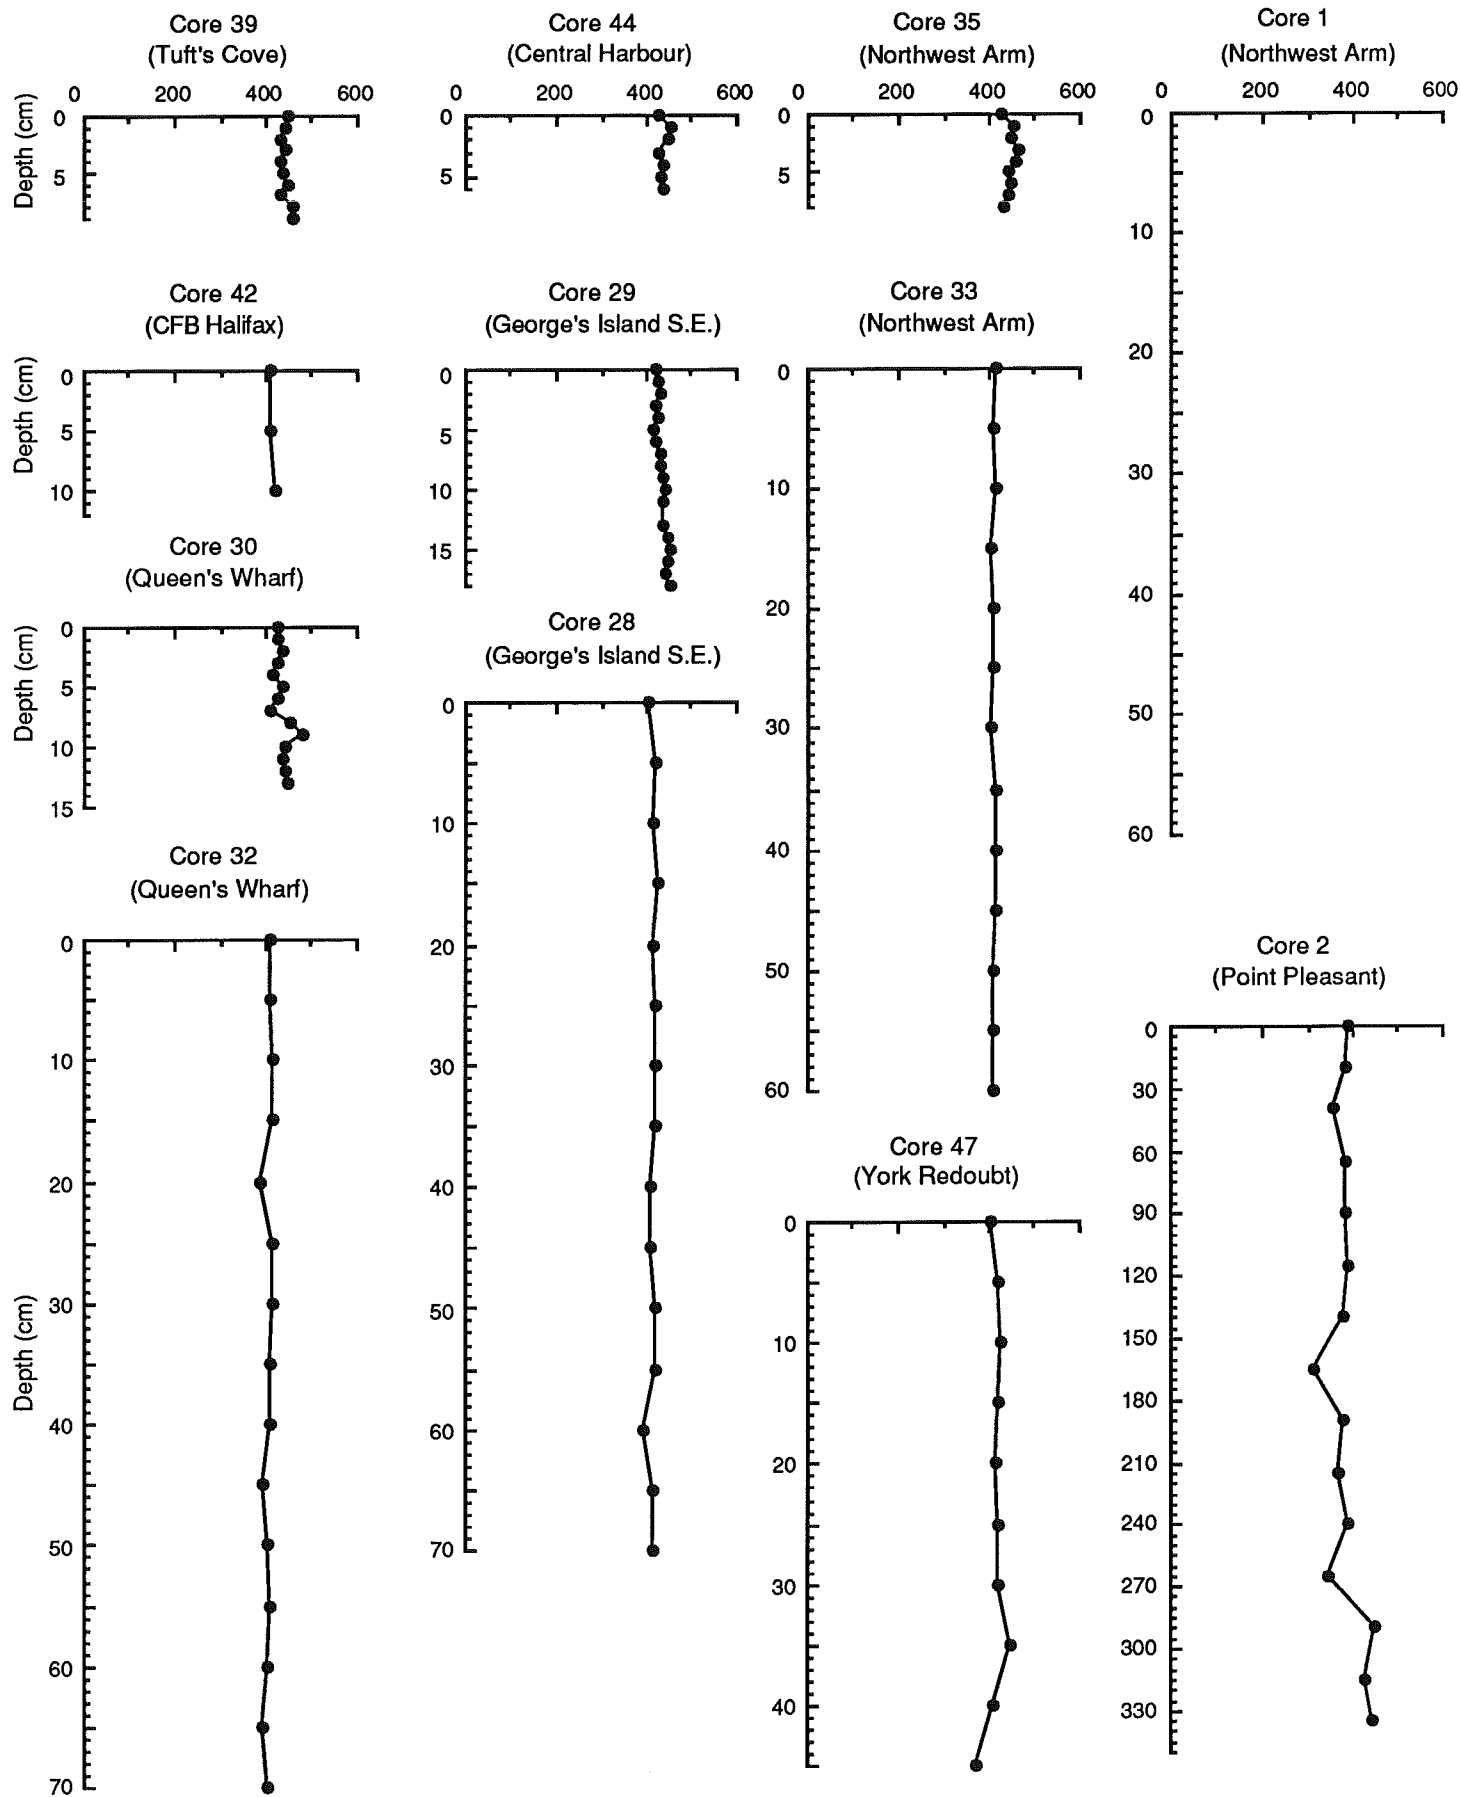 Core 39
(Tuft's Cove)
0 200 400 600
Depth (cm)
0
5
Core 42
(CFB Halifax)
Depth (cm)
0
5
10
Core 30
(Queen's Wharf)
Depth (cm)
0
5
10
15
Core 32
(Queen's Wharf)
Depth (cm)
0
10
20
30
40
50
60
70
Core 44
(Central Harbour)
0 200 400 600
0
5
Core 29
(George's Island S.E.)
0
5
10
15
Core 28
(George's Island S.E.)
0
10
20
30
40
50
60
70
Core 35
(Northwest Arm)
0 200 400 600
0
5
Core 33
(Northwest Arm)
0
10
20
30
40
50
60
Core 47
(York Redoubt)
0
10
20
30
40
Core 1
(Northwest Arm)
0 200 400 600
0
10
20
30
40
50
60
Core 2
(Point Pleasant)
0
30
60
90
120
150
180
210
240
270
300
330